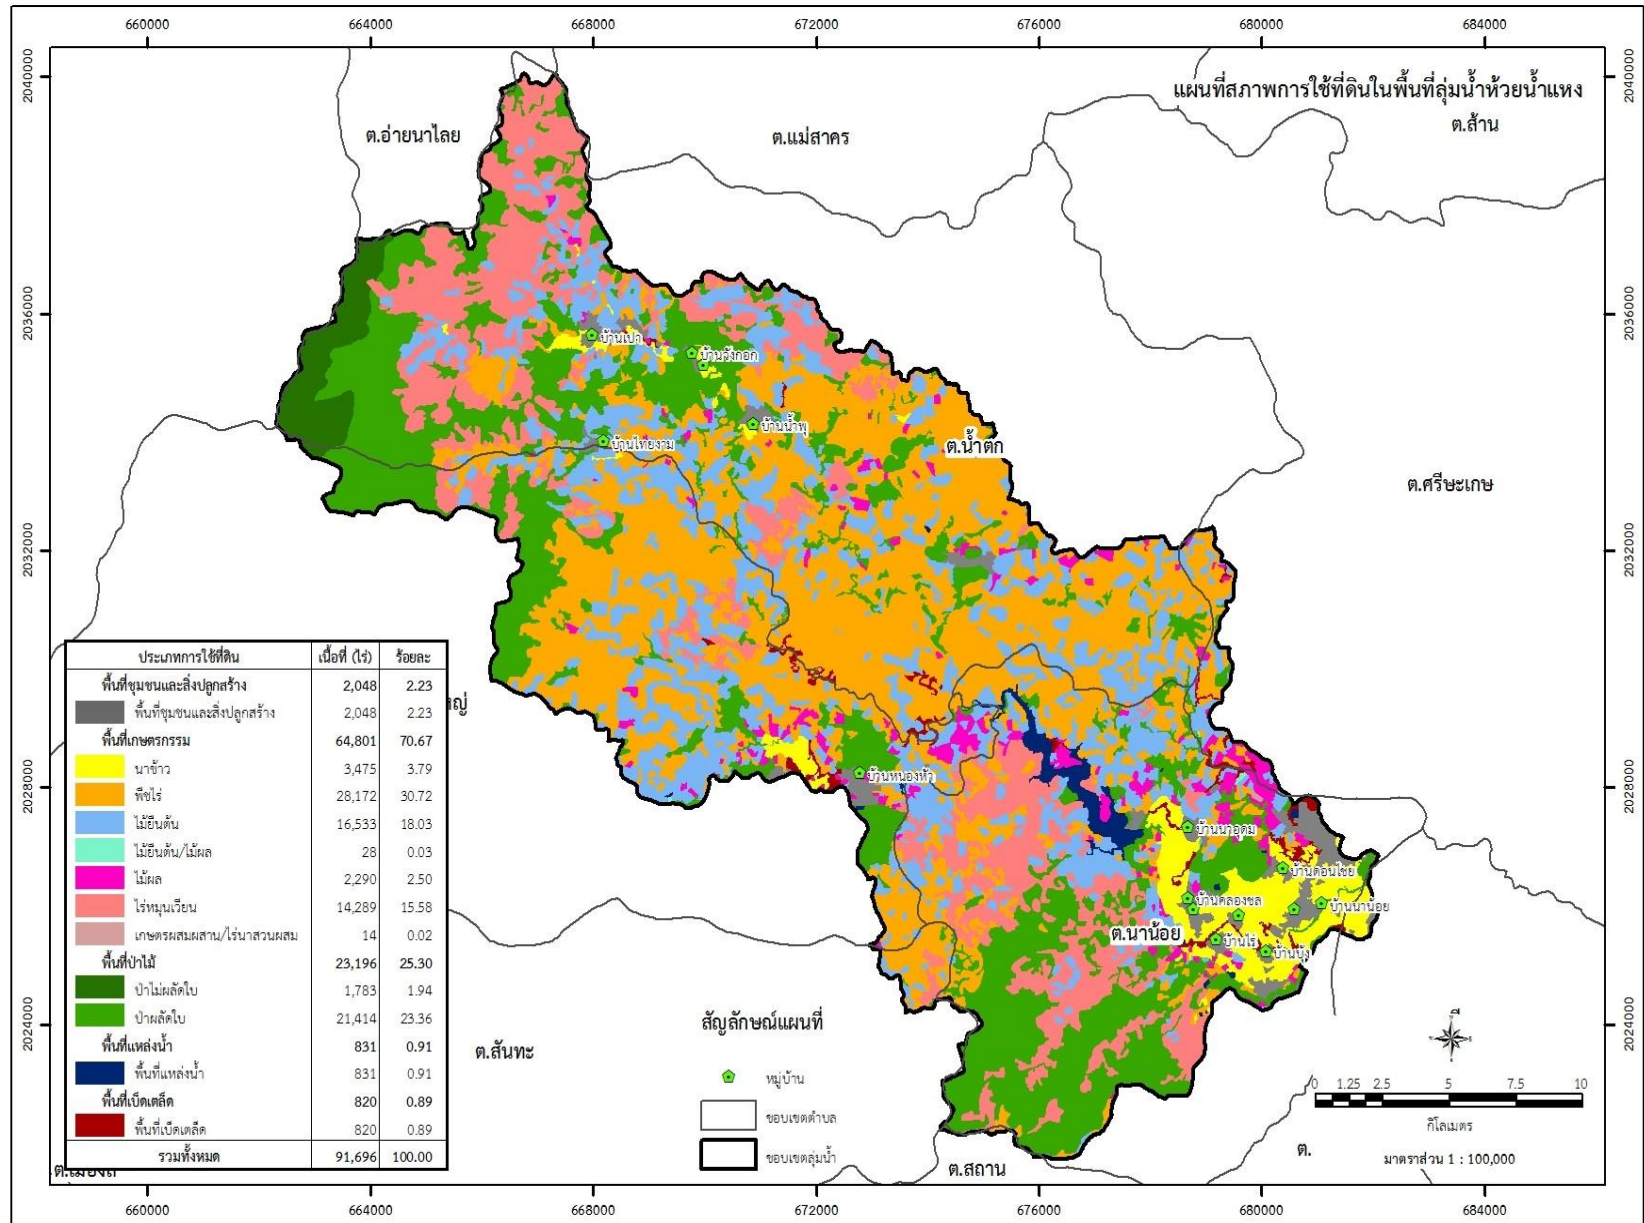 660000 664000 668000 672000 676000 680000 684000
2040000 2040000
แผนที่สภาพการใช้ที่ดินในพื้นที่ลุ่มน้ำห้วยน้ำแหง
ต.ส้าน
ต.อ่ายนาไลย
ต.แม่สาคร
2036000 2036000
บ้านเปา
บ้านวังกอก
บ้านน้ำพุ
บ้านไทยงาม
ต.น้ำตก
ต.ศรีษะเกษ
2032000 2032000
ประเภทการใช้ที่ดิน เนื้อที่ (ไร่) ร้อยละ
พื้นที่ชุมชนและสิ่งปลูกสร้าง 2,048 2.23
พื้นที่ชุมชนและสิ่งปลูกสร้าง 2,048 2.23
พื้นที่เกษตรกรรม 64,801 70.67
นาข้าว 3,475 3.79
พืชไร่ 28,172 30.72
ไม้ยืนต้น 16,533 18.03
ไม้ยืนต้น/ไม้ผล 28 0.03
ไม้ผล 2,290 2.50
ไร่หมุนเวียน 14,289 15.58
เกษตรผสมผสาน/ไร่นาสวนผสม 14 0.02
พื้นที่ป่าไม้ 23,196 25.30
ป่าไม่ผลัดใบ 1,783 1.94
ป่าผลัดใบ 21,414 23.36
พื้นที่แหล่งน้ำ 831 0.91
พื้นที่แหล่งน้ำ 831 0.91
พื้นที่เบ็ดเตล็ด 820 0.89
พื้นที่เบ็ดเตล็ด 820 0.89
รวมทั้งหมด 91,696 100.00
2028000 2028000
บ้านหนองหัว
บ้านนาอุดม
บ้านดอนไชย
บ้านคลองชล
บ้านนาน้อย
ต.นาน้อย
บ้านไร่
บ้านบุ้ง
2024000 2024000
ต.สันทะ
สัญลักษณ์แผนที่
หมู่บ้าน
ขอบเขตตำบล
ขอบเขตลุ่มน้ำ
0 1.25 2.5 5 7.5 10
กิโลเมตร
มาตราส่วน 1 : 100,000
ต.
ต.สถาน
660000 664000 668000 672000 676000 680000 684000